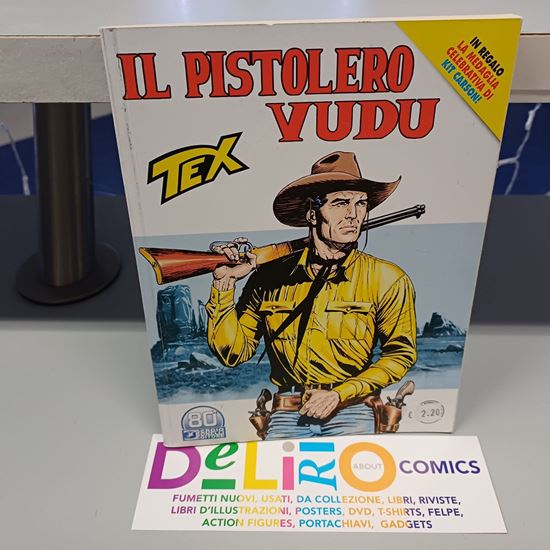 IL PISTOLERO
VUDU
IN REGALO
LA MEDAGLIA
CELEBRATIVA DI
KIT CARSON!
TEX
80
SERGIO
BONELLI
EDITORE
€ 2.20
DeLiRiO
ABOUT
COMICS
FUMETTI NUOVI, USATI, DA COLLEZIONE, LIBRI, RIVISTE,
LIBRI D'ILLUSTRAZIONI, POSTERS, DVD, T-SHIRTS, FELPE,
ACTION FIGURES, PORTACHIAVI, GADGETS